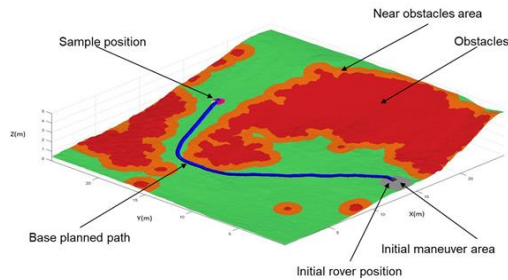 Near obstacles area
Sample position
Obstacles
Z(m)
Y(m)
X(m)
Base planned path
Initial maneuver area
Initial rover position